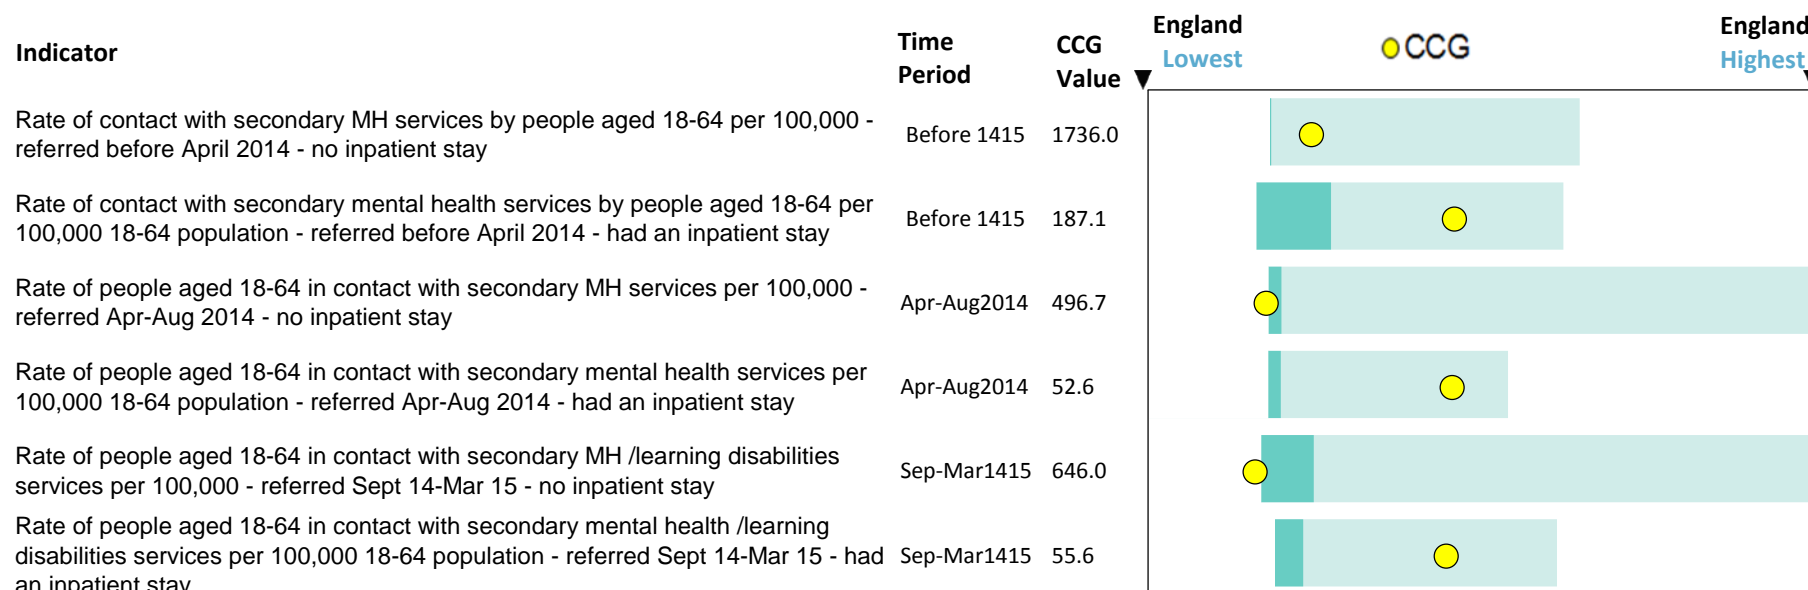 Indicator
Time Period
CCG Value
England Lowest
CCG
England Highest
Rate of contact with secondary MH services by people aged 18-64 per 100,000 -
referred before April 2014 - no inpatient stay
Before 1415 1736.0
Rate of contact with secondary mental health services by people aged 18-64 per
100,000 18-64 population - referred before April 2014 - had an inpatient stay
Before 1415 187.1
Rate of people aged 18-64 in contact with secondary MH services per 100,000 -
referred Apr-Aug 2014 - no inpatient stay
Apr-Aug2014 496.7
Rate of people aged 18-64 in contact with secondary mental health services per
100,000 18-64 population - referred Apr-Aug 2014 - had an inpatient stay
Apr-Aug2014 52.6
Rate of people aged 18-64 in contact with secondary MH /learning disabilities
services per 100,000 - referred Sept 14-Mar 15 - no inpatient stay
Sep-Mar1415 646.0
Rate of people aged 18-64 in contact with secondary mental health /learning
disabilities services per 100,000 18-64 population - referred Sept 14-Mar 15 - had
an inpatient stay
Sep-Mar1415 55.6